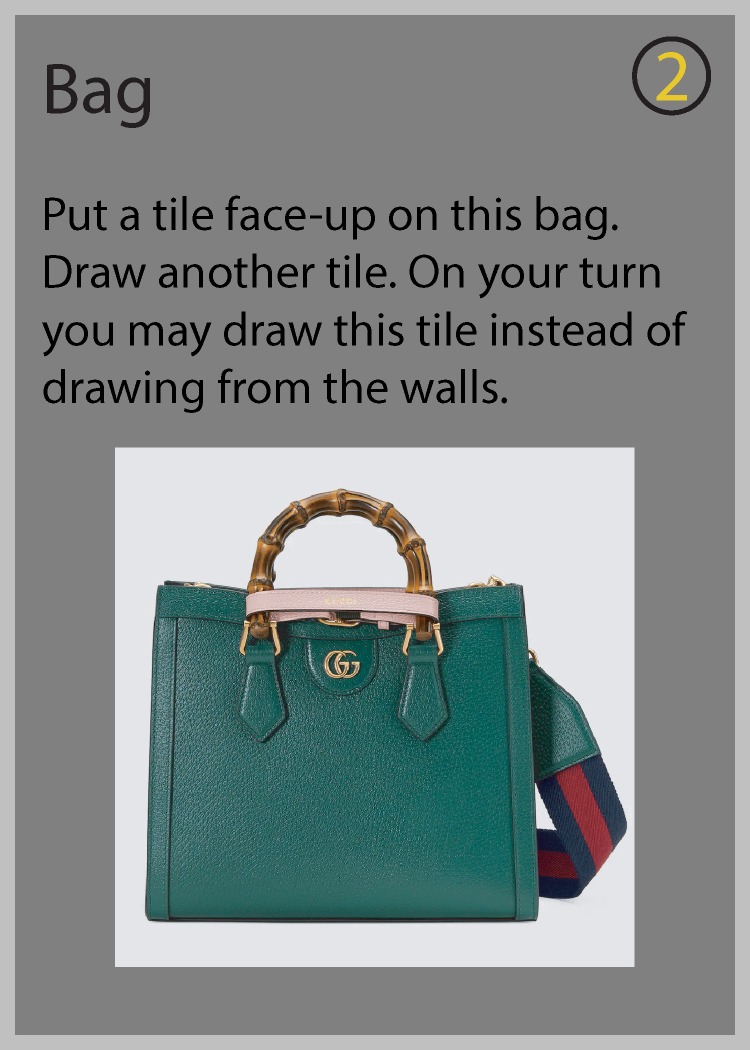 Bag
2
Put a tile face-up on this bag.
Draw another tile. On your turn
you may draw this tile instead of
drawing from the walls.
GUCCI
GG